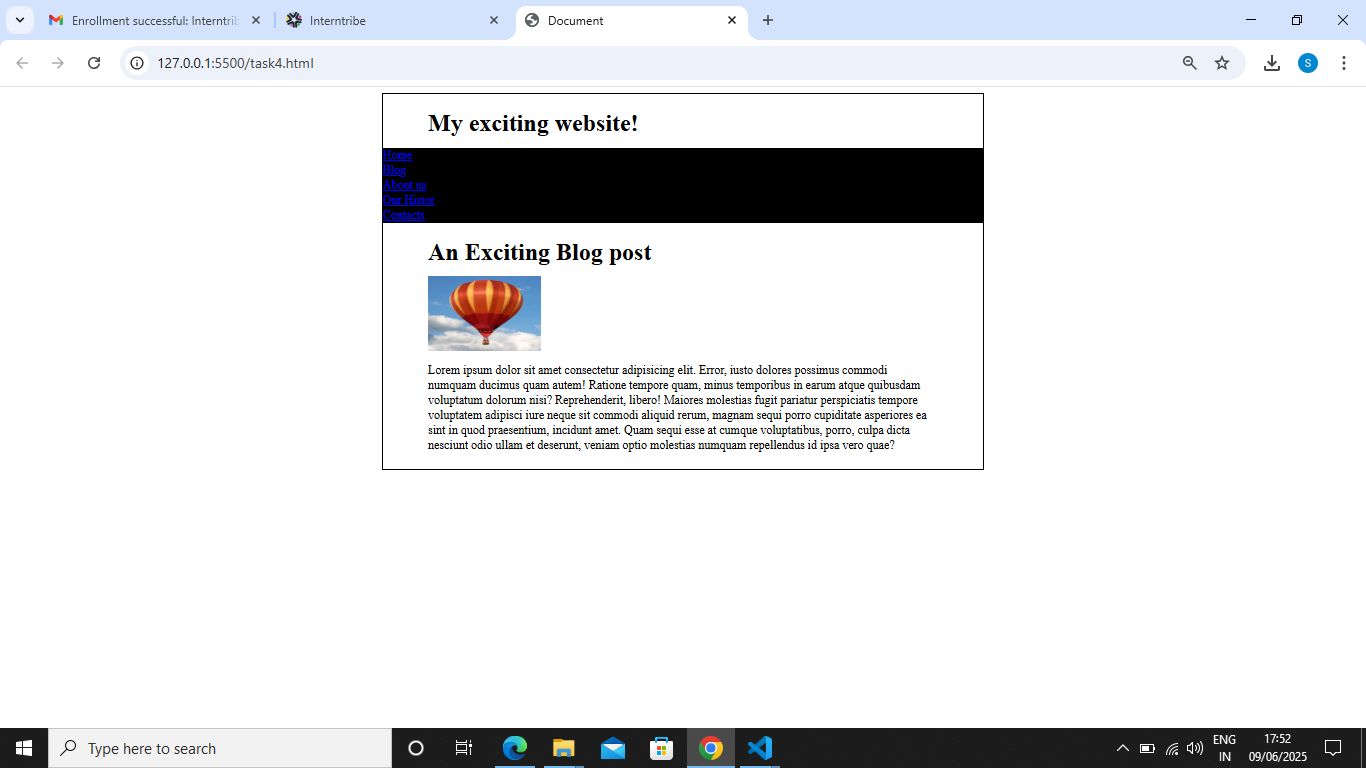 Enrollment successful: Interntrib
Interntribe
Document
127.0.0.1:5500/task4.html
S
My exciting website!
Home
Blog
About us
Our Histor
Contacts
An Exciting Blog post
Lorem ipsum dolor sit amet consectetur adipisicing elit. Error, iusto dolores possimus commodi
numquam ducimus quam autem! Ratione tempore quam, minus temporibus in earum atque quibusdam
voluptatum dolorum nisi? Reprehenderit, libero! Maiores molestias fugit pariatur perspiciatis tempore
voluptatem adipisci iure neque sit commodi aliquid rerum, magnam sequi porro cupiditate asperiores ea
sint in quod praesentium, incidunt amet. Quam sequi esse at cumque voluptatibus, porro, culpa dicta
nesciunt odio ullam et deserunt, veniam optio molestias numquam repellendus id ipsa vero quae?
Type here to search
ENG
IN
17:52
09/06/2025